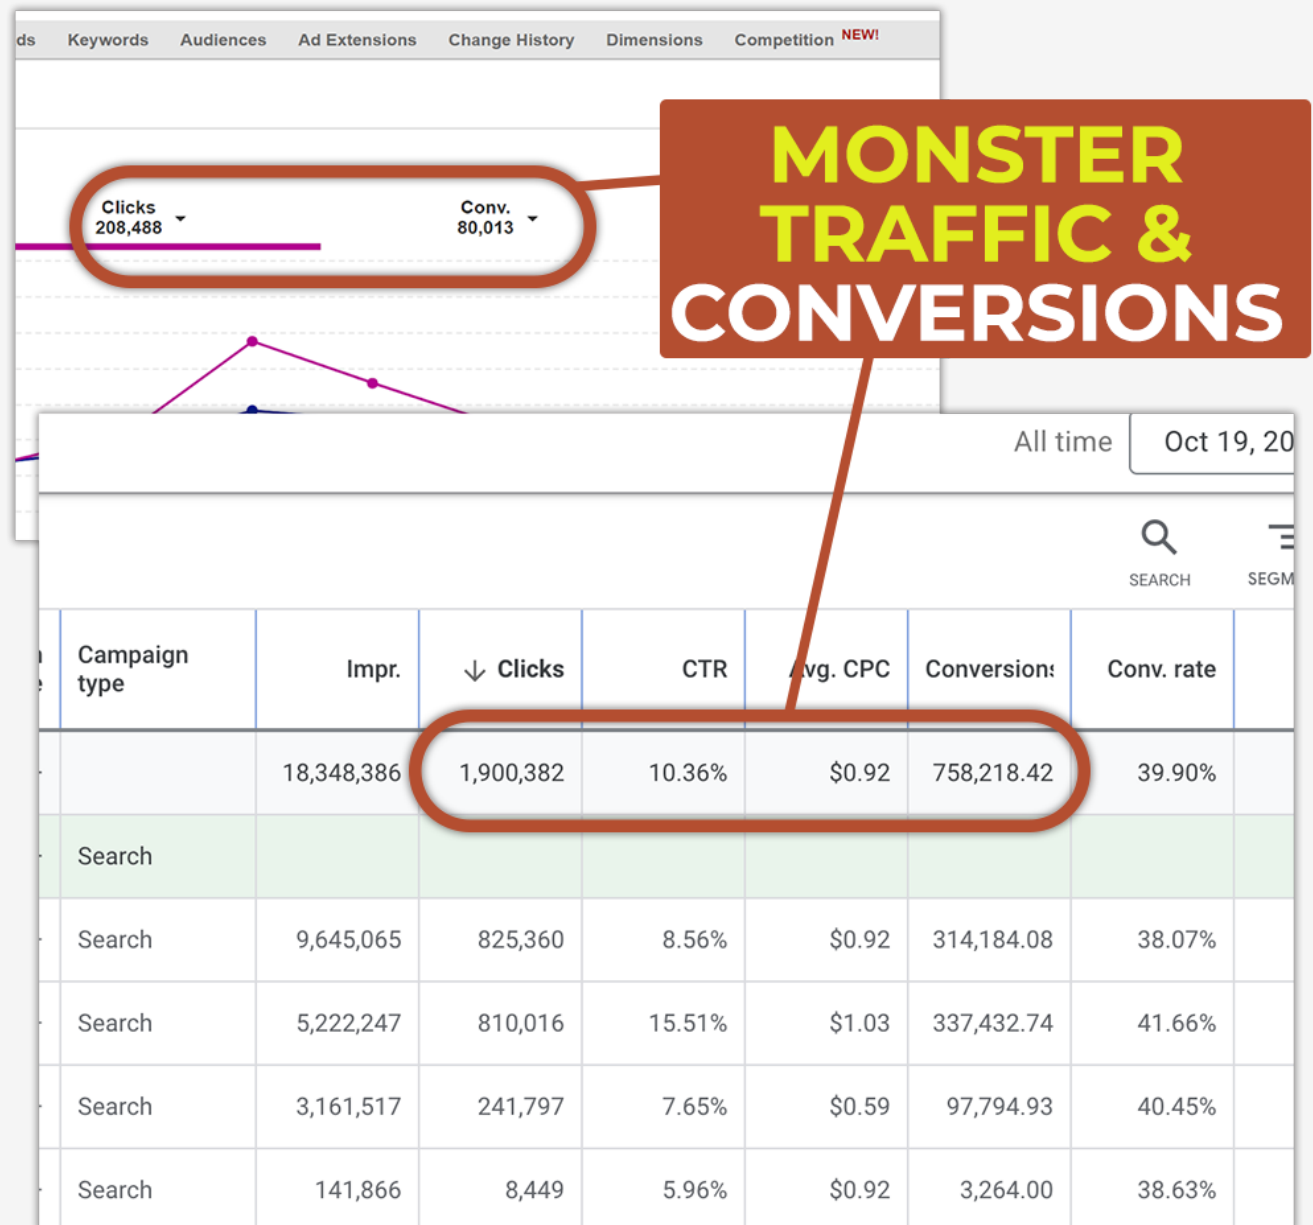 ds Keywords Audiences Ad Extensions Change History Dimensions Competition NEW!
Clicks Conv.
208,488 80,013
MONSTER
TRAFFIC &
CONVERSIONS
All time Oct 19, 20
SEARCH SEGM
Campaign type Impr. Clicks CTR Avg. CPC Conversions Conv. rate
18,348,386 1,900,382 10.36% $0.92 758,218.42 39.90%
Search
Search 9,645,065 825,360 8.56% $0.92 314,184.08 38.07%
Search 5,222,247 810,016 15.51% $1.03 337,432.74 41.66%
Search 3,161,517 241,797 7.65% $0.59 97,794.93 40.45%
Search 141,866 8,449 5.96% $0.92 3,264.00 38.63%